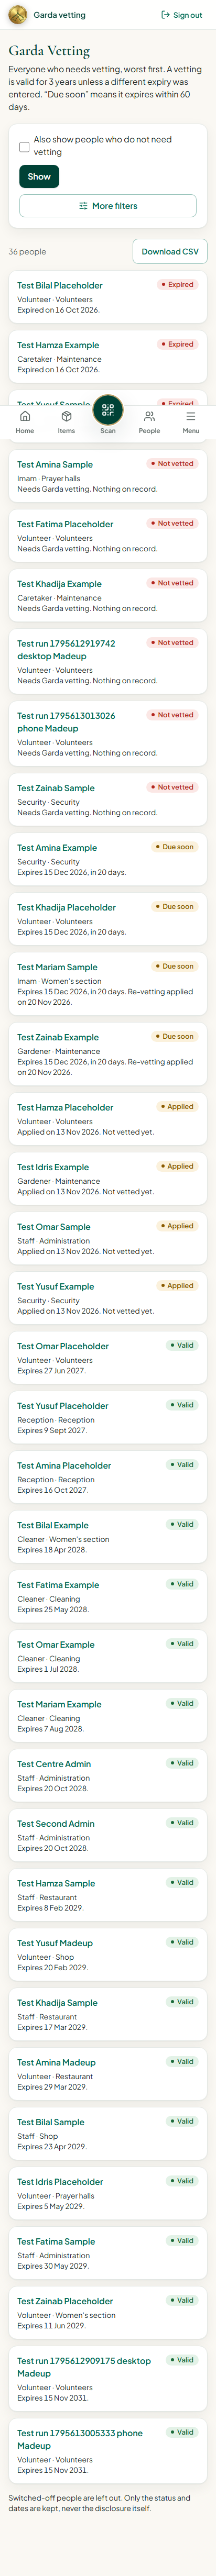 Garda vetting
Sign out
Garda Vetting
Everyone who needs vetting, worst first. A vetting
is valid for 3 years unless a different expiry was
entered. “Due soon” means it expires within 60
days.
Also show people who do not need
vetting
Show
More filters
36 people
Download CSV
Test Bilal Placeholder
Expired
Volunteer · Volunteers
Expired on 16 Oct 2026.
Test Hamza Example
Expired
Caretaker · Maintenance
Expired on 16 Oct 2026.
Test Yusuf Sample
Expired
Home
Items
Scan
People
Menu
Test Amina Sample
Not vetted
Imam · Prayer halls
Needs Garda vetting. Nothing on record.
Test Fatima Placeholder
Not vetted
Volunteer · Volunteers
Needs Garda vetting. Nothing on record.
Test Khadija Example
Not vetted
Caretaker · Maintenance
Needs Garda vetting. Nothing on record.
Test run 1795612919742
desktop Madeup
Not vetted
Volunteer · Volunteers
Needs Garda vetting. Nothing on record.
Test run 1795613013026
phone Madeup
Not vetted
Volunteer · Volunteers
Needs Garda vetting. Nothing on record.
Test Zainab Sample
Not vetted
Security · Security
Needs Garda vetting. Nothing on record.
Test Amina Example
Due soon
Security · Security
Expires 15 Dec 2026, in 20 days.
Test Khadija Placeholder
Due soon
Volunteer · Volunteers
Expires 15 Dec 2026, in 20 days.
Test Mariam Sample
Due soon
Imam · Women's section
Expires 15 Dec 2026, in 20 days. Re-vetting applied
on 20 Nov 2026.
Test Zainab Example
Due soon
Gardener · Maintenance
Expires 15 Dec 2026, in 20 days. Re-vetting applied
on 20 Nov 2026.
Test Hamza Placeholder
Applied
Volunteer · Volunteers
Applied on 13 Nov 2026. Not vetted yet.
Test Idris Example
Applied
Gardener · Maintenance
Applied on 13 Nov 2026. Not vetted yet.
Test Omar Sample
Applied
Staff · Administration
Applied on 13 Nov 2026. Not vetted yet.
Test Yusuf Example
Applied
Security · Security
Applied on 13 Nov 2026. Not vetted yet.
Test Omar Placeholder
Valid
Volunteer · Volunteers
Expires 27 Jun 2027.
Test Yusuf Placeholder
Valid
Reception · Reception
Expires 9 Sept 2027.
Test Amina Placeholder
Valid
Reception · Reception
Expires 16 Oct 2027.
Test Bilal Example
Valid
Cleaner · Women's section
Expires 18 Apr 2028.
Test Fatima Example
Valid
Cleaner · Cleaning
Expires 25 May 2028.
Test Omar Example
Valid
Cleaner · Cleaning
Expires 1 Jul 2028.
Test Mariam Example
Valid
Cleaner · Cleaning
Expires 7 Aug 2028.
Test Centre Admin
Valid
Staff · Administration
Expires 20 Oct 2028.
Test Second Admin
Valid
Staff · Administration
Expires 20 Oct 2028.
Test Hamza Sample
Valid
Staff · Restaurant
Expires 8 Feb 2029.
Test Yusuf Madeup
Valid
Volunteer · Shop
Expires 20 Feb 2029.
Test Khadija Sample
Valid
Staff · Restaurant
Expires 17 Mar 2029.
Test Amina Madeup
Valid
Volunteer · Restaurant
Expires 29 Mar 2029.
Test Bilal Sample
Valid
Staff · Shop
Expires 23 Apr 2029.
Test Idris Placeholder
Valid
Volunteer · Prayer halls
Expires 5 May 2029.
Test Fatima Sample
Valid
Staff · Administration
Expires 30 May 2029.
Test Zainab Placeholder
Valid
Volunteer · Women's section
Expires 11 Jun 2029.
Test run 1795612909175 desktop
Madeup
Valid
Volunteer · Volunteers
Expires 15 Nov 2031.
Test run 1795613005333 phone
Madeup
Valid
Volunteer · Volunteers
Expires 15 Nov 2031.
Switched-off people are left out. Only the status and
dates are kept, never the disclosure itself.